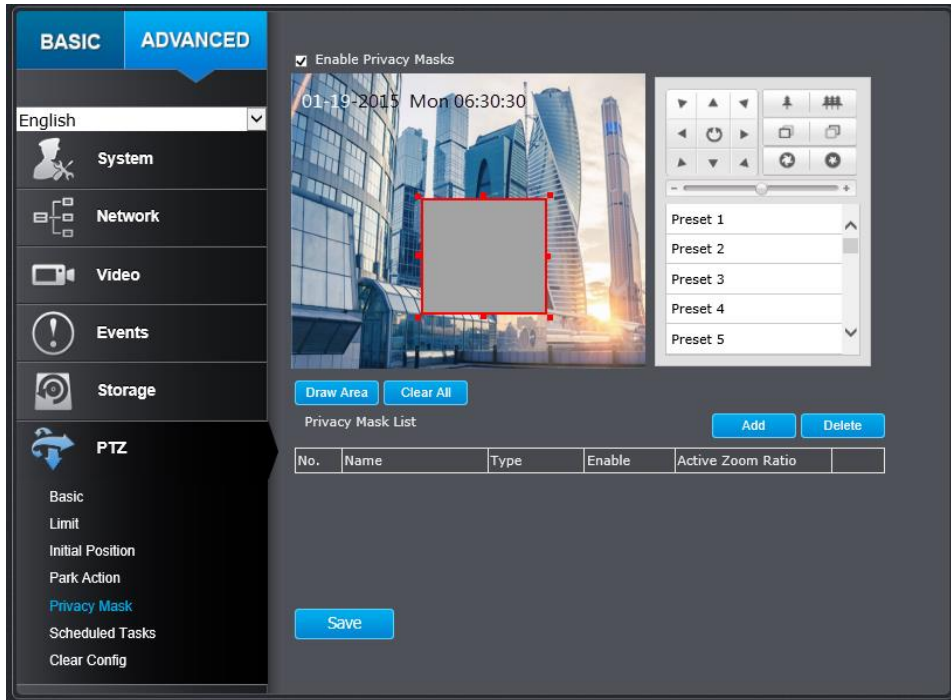 BASIC ADVANCED
English
System
Network
Video
Events
Storage
PTZ
Basic
Limit
Initial Position
Park Action
Privacy Mask
Scheduled Tasks
Clear Config
Enable Privacy Masks
01-19-2015 Mon 06:30:30
Preset 1
Preset 2
Preset 3
Preset 4
Preset 5
Draw Area Clear All
Privacy Mask List Add Delete
No. Name Type Enable Active Zoom Ratio
Save